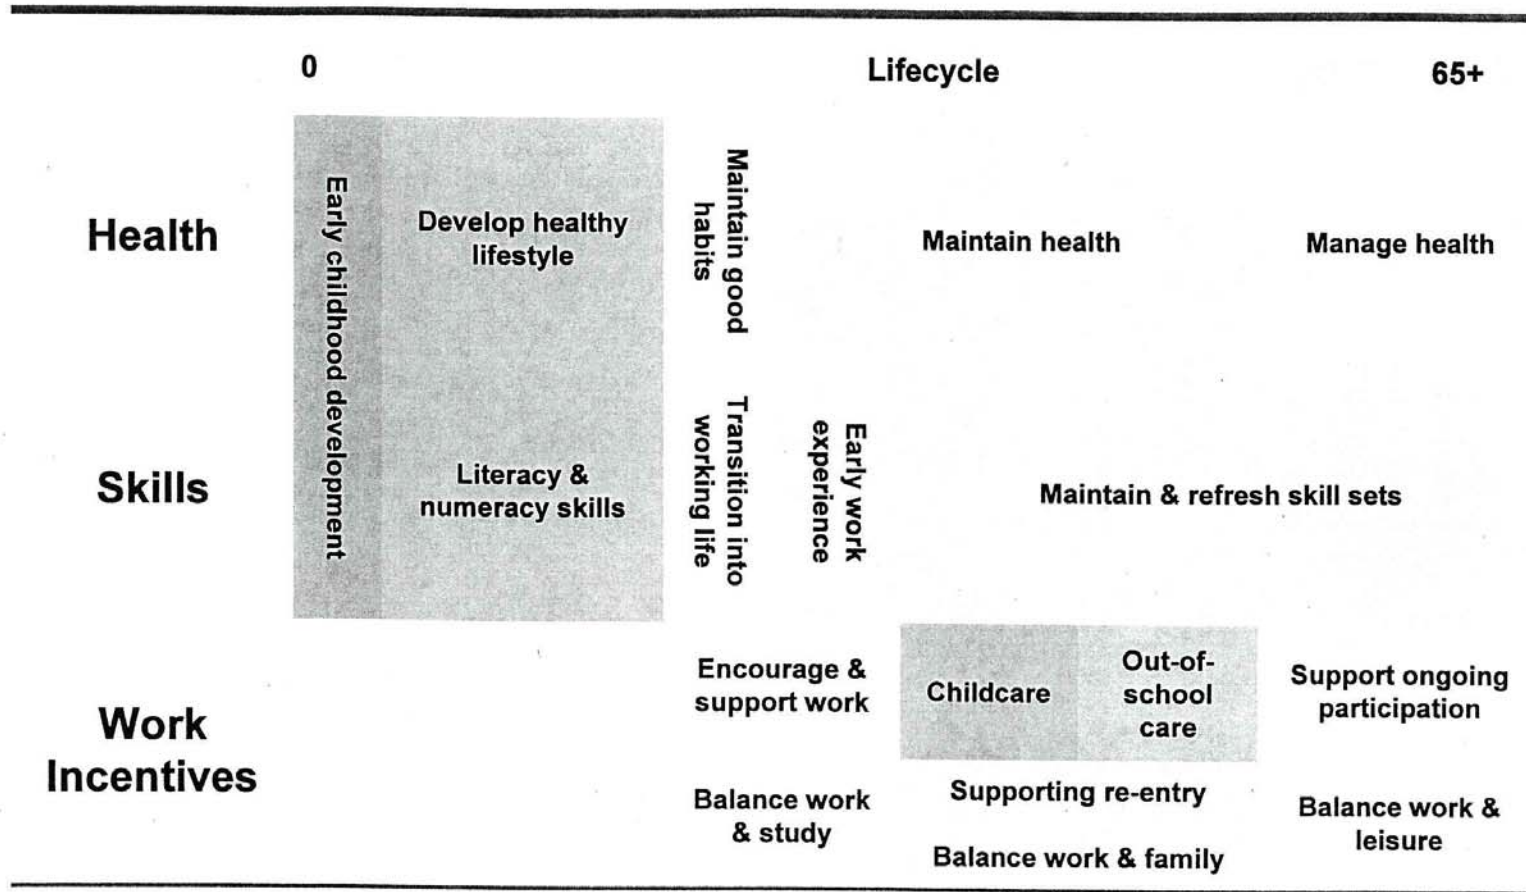 0
Lifecycle
65+
Health
Early childhood development
Develop healthy
lifestyle
Maintain good
habits
Maintain health
Manage health
Skills
Literacy &
numeracy skills
Transition into
working life
Early work
experience
Maintain & refresh skill sets
Work
Incentives
Encourage &
support work
Childcare
Out-of-
school
care
Support ongoing
participation
Balance work
& study
Supporting re-entry
Balance work & family
Balance work &
leisure